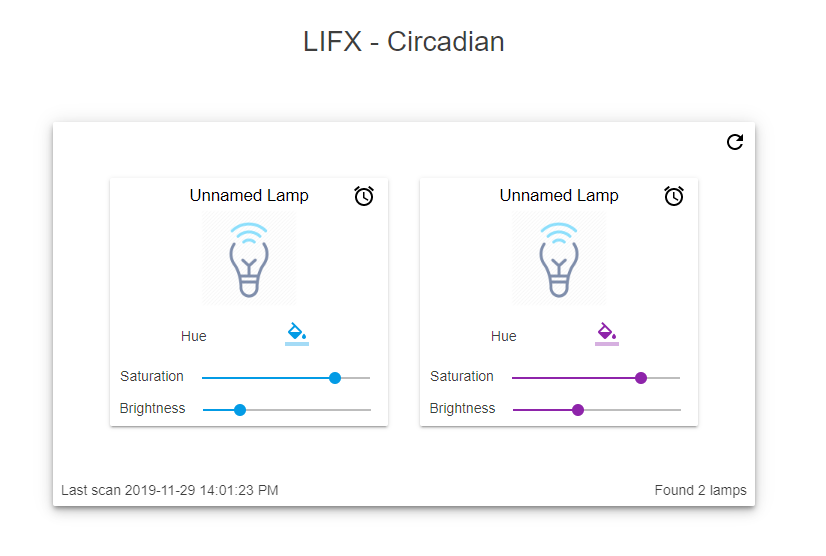 LIFX - Circadian
Unnamed Lamp
Hue
Saturation
Brightness
Unnamed Lamp
Hue
Saturation
Brightness
Last scan 2019-11-29 14:01:23 PM
Found 2 lamps